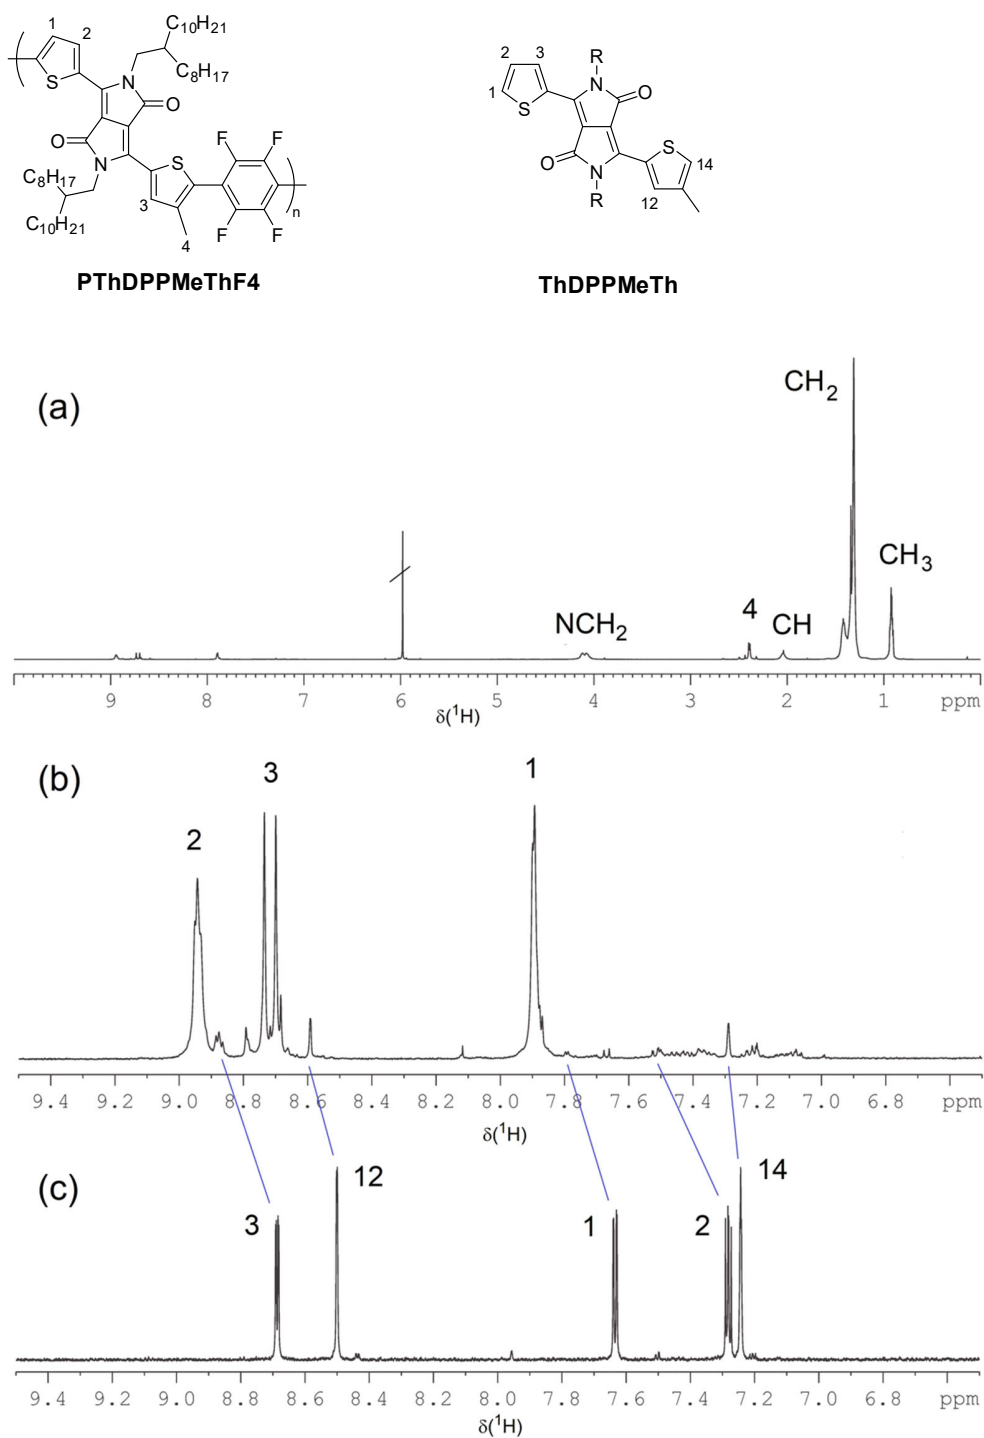 1
2
C10H21
C8H17
S
N
O
O
N
S
F
F
C8H17
3
C10H21
4
F
F
n
PThDPPMeThF4
2
3
R
1
S
N
O
O
N
S
14
R
12
ThDPPMeTh
(a)
CH2
CH3
NCH2
4
CH
9 8 7 6 5 4 3 2 1 ppm
δ(1H)
(b)
3
1
2
9.4 9.2 9.0 8.8 8.6 8.4 8.2 8.0 7.8 7.6 7.4 7.2 7.0 6.8 ppm
δ(1H)
(c)
12
14
3
1
2
9.4 9.2 9.0 8.8 8.6 8.4 8.2 8.0 7.8 7.6 7.4 7.2 7.0 6.8 ppm
δ(1H)